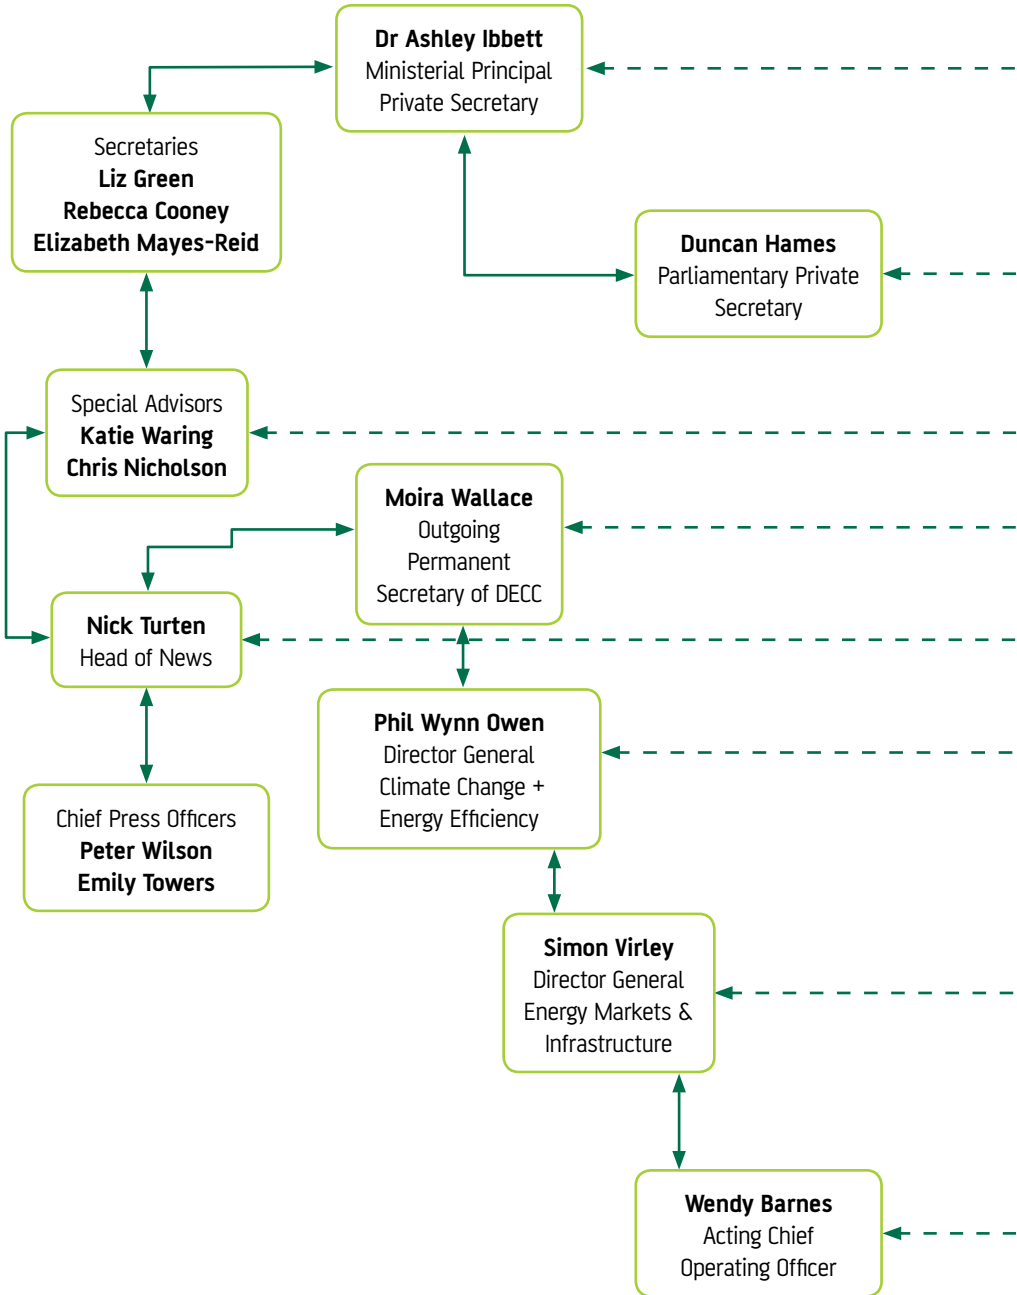 Dr Ashley Ibbett
Ministerial Principal
Private Secretary
Secretaries
Liz Green
Rebecca Cooney
Elizabeth Mayes-Reid
Duncan Hames
Parliamentary Private
Secretary
Special Advisors
Katie Waring
Chris Nicholson
Moira Wallace
Outgoing
Permanent
Secretary of DECC
Nick Turten
Head of News
Phil Wynn Owen
Director General
Climate Change +
Energy Efficiency
Chief Press Officers
Peter Wilson
Emily Towers
Simon Virley
Director General
Energy Markets &
Infrastructure
Wendy Barnes
Acting Chief
Operating Officer